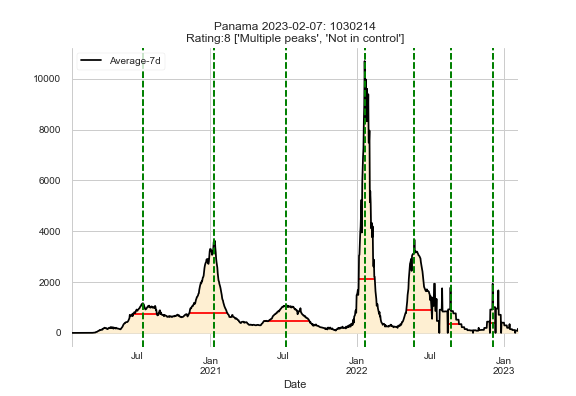 Panama 2023-02-07: 1030214
Rating:8 ['Multiple peaks', 'Not in control']
Average-7d
10000
8000
6000
4000
2000
0
Jul
Jan
2021
Jul
Jan
2022
Jul
Jan
2023
Date